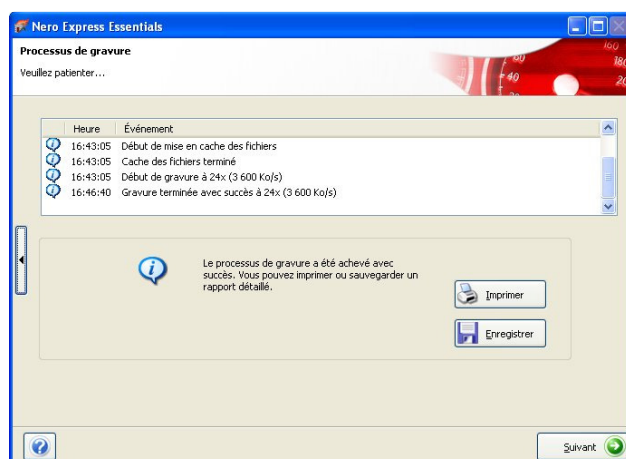 Nero Express Essentials
Processus de gravure
Veuillez patienter...
Heure Événement
16:43:05 Début de mise en cache des fichiers
16:43:05 Cache des fichiers terminé
16:43:05 Début de gravure à 24x (3 600 Ko/s)
16:46:40 Gravure terminée avec succès à 24x (3 600 Ko/s)
Le processus de gravure a été achevé avec
succès. Vous pouvez imprimer ou sauvegarder un
rapport détaillé.
Imprimer
Enregistrer
Suivant